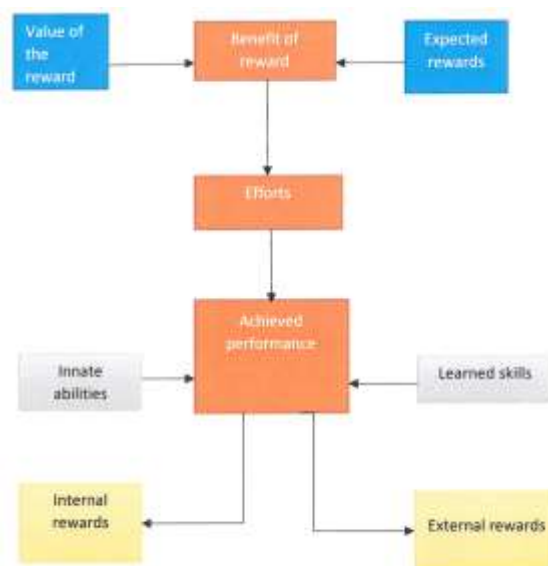 Value of
the
reward
Benefit of
reward
Expected
rewards
Efforts
Achieved
performance
Innate
abilities
Learned skills
Internal
rewards
External rewards